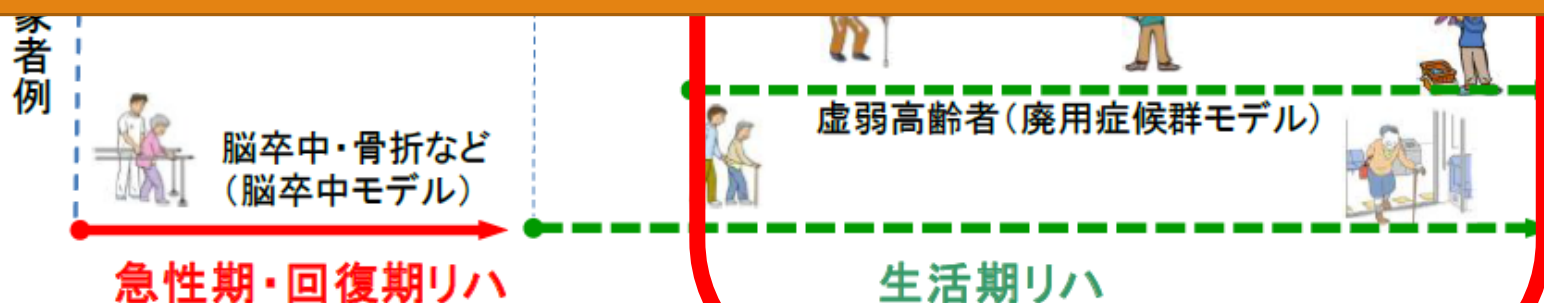 者例
脳卒中・骨折など
（脳卒中モデル）
虚弱高齢者（廃用症候群モデル）
急性期・回復期リハ
生活期リハ